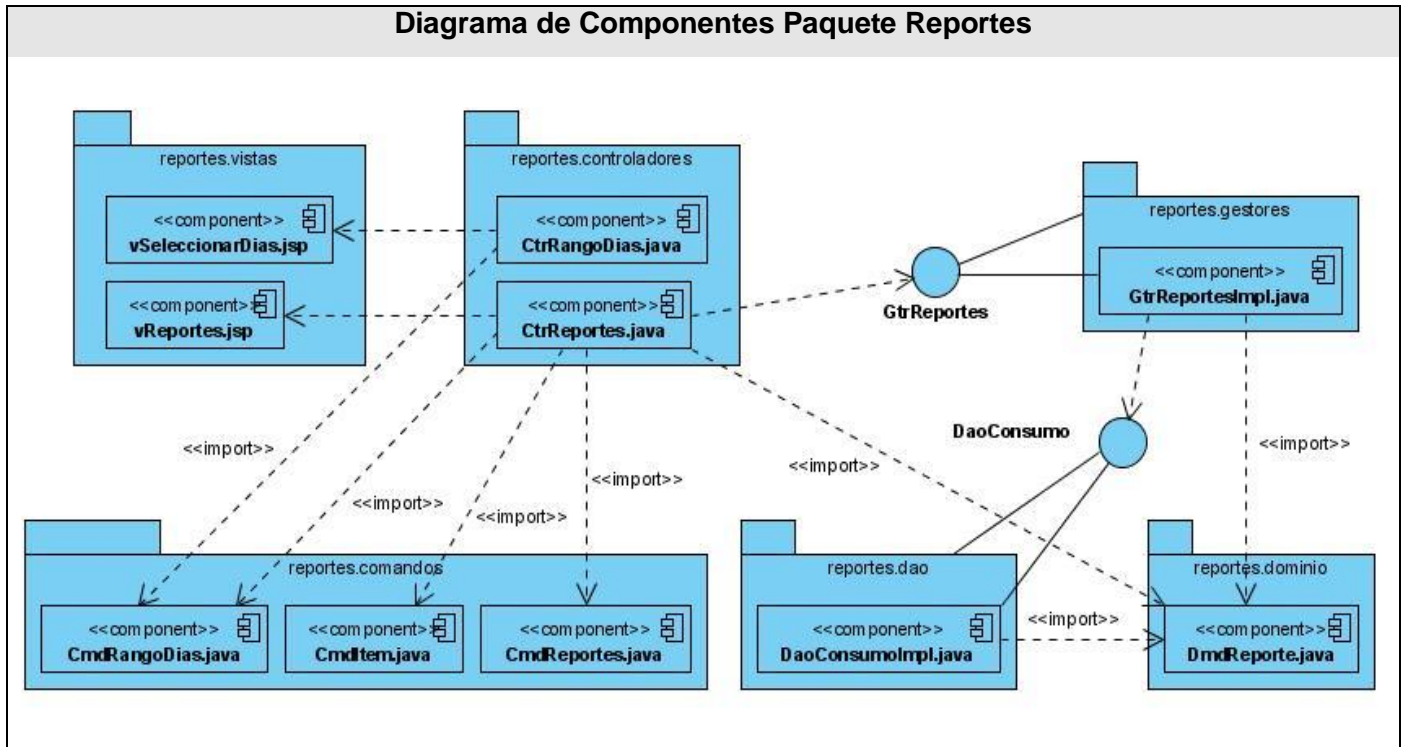 Diagrama de Componentes Paquete Reportes
reportes.vistas
<<component>>
vSeleccionarDias.jsp
<<component>>
vReportes.jsp
reportes.controladores
<<component>>
CtrRangoDias.java
<<component>>
CtrReportes.java
GtrReportes
reportes.gestores
<<component>>
GtrReportesImpl.java
DaoConsumo
<<import>>
<<import>>
<<import>>
<<import>>
<<import>>
<<import>>
reportes.comandos
<<component>>
CmdRangoDias.java
<<component>>
CmdItem.java
<<component>>
CmdReportes.java
reportes.dao
<<component>>
DaoConsumoImpl.java
<<import>>
reportes.dominio
<<component>>
DmdReporte.java